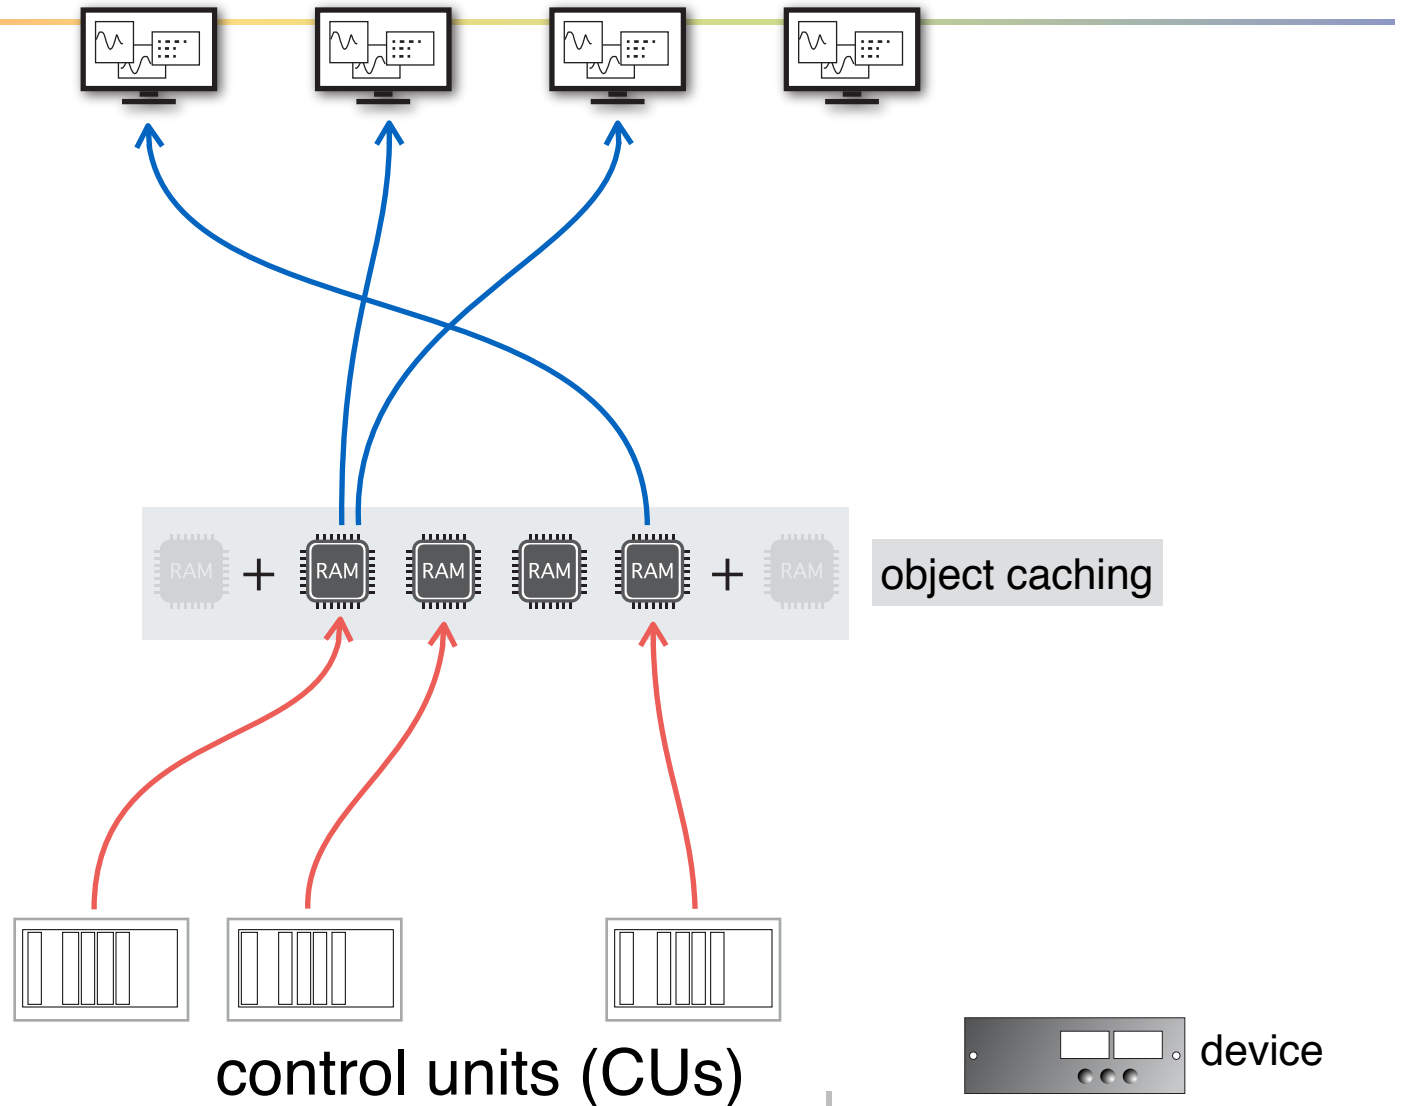 RAM + RAM RAM RAM RAM + RAM
object caching
control units (CUs)
device